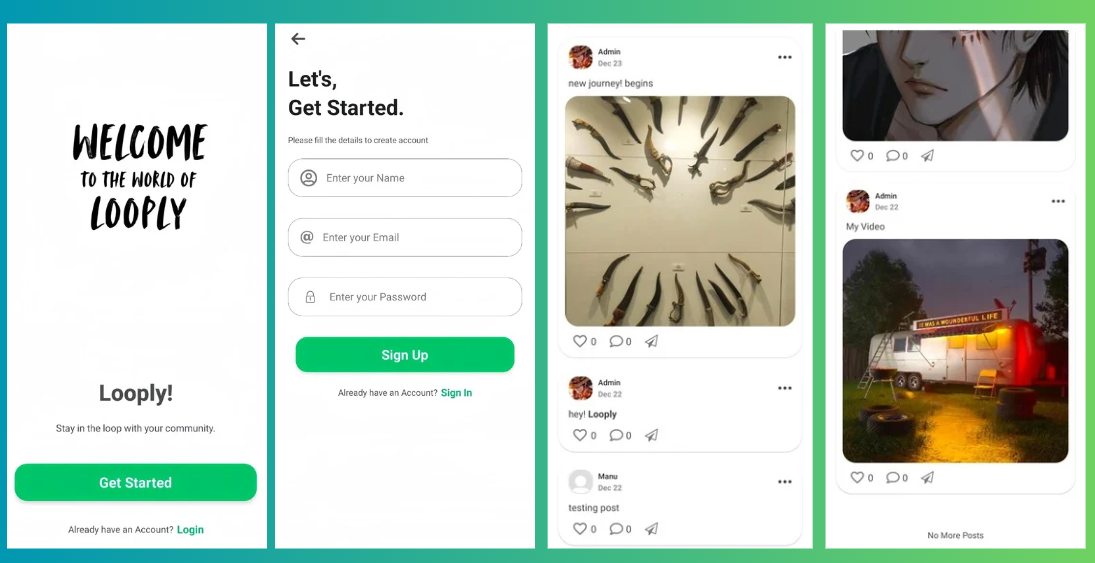 WELCOME
TO THE WORLD OF
LOOPLY
Looply!
Stay in the loop with your community.
Get Started
Already have an Account? Login
Let's,
Get Started.
Please fill the details to create account
Enter your Name
@ Enter your Email
Enter your Password
Sign Up
Already have an Account? Sign In
Admin
Dec 23
new journey! begins
0 0
Admin
Dec 22
hey! Looply
0 0
Manu
Dec 22
testing post
0 0
0 0
Admin
Dec 22
My Video
IT WAS A WOUNDERFUL LIFE
0 0
No More Posts